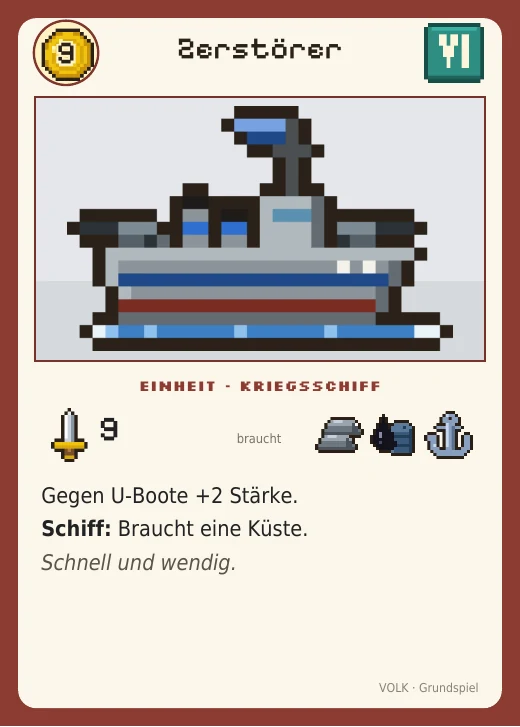 9
Zerstörer
VI
EINHEIT · KRIEGSSCHIFF
9
braucht
Gegen U-Boote +2 Stärke.
Schiff: Braucht eine Küste.
Schnell und wendig.
VOLK · Grundspiel